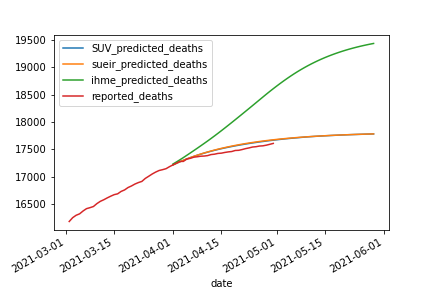 19500
19000
18500
18000
17500
17000
16500
SUV_predicted_deaths
sueir_predicted_deaths
ihme_predicted_deaths
reported_deaths
2021-03-01
2021-03-15
2021-04-01
2021-04-15
2021-05-01
2021-05-15
2021-06-01
date